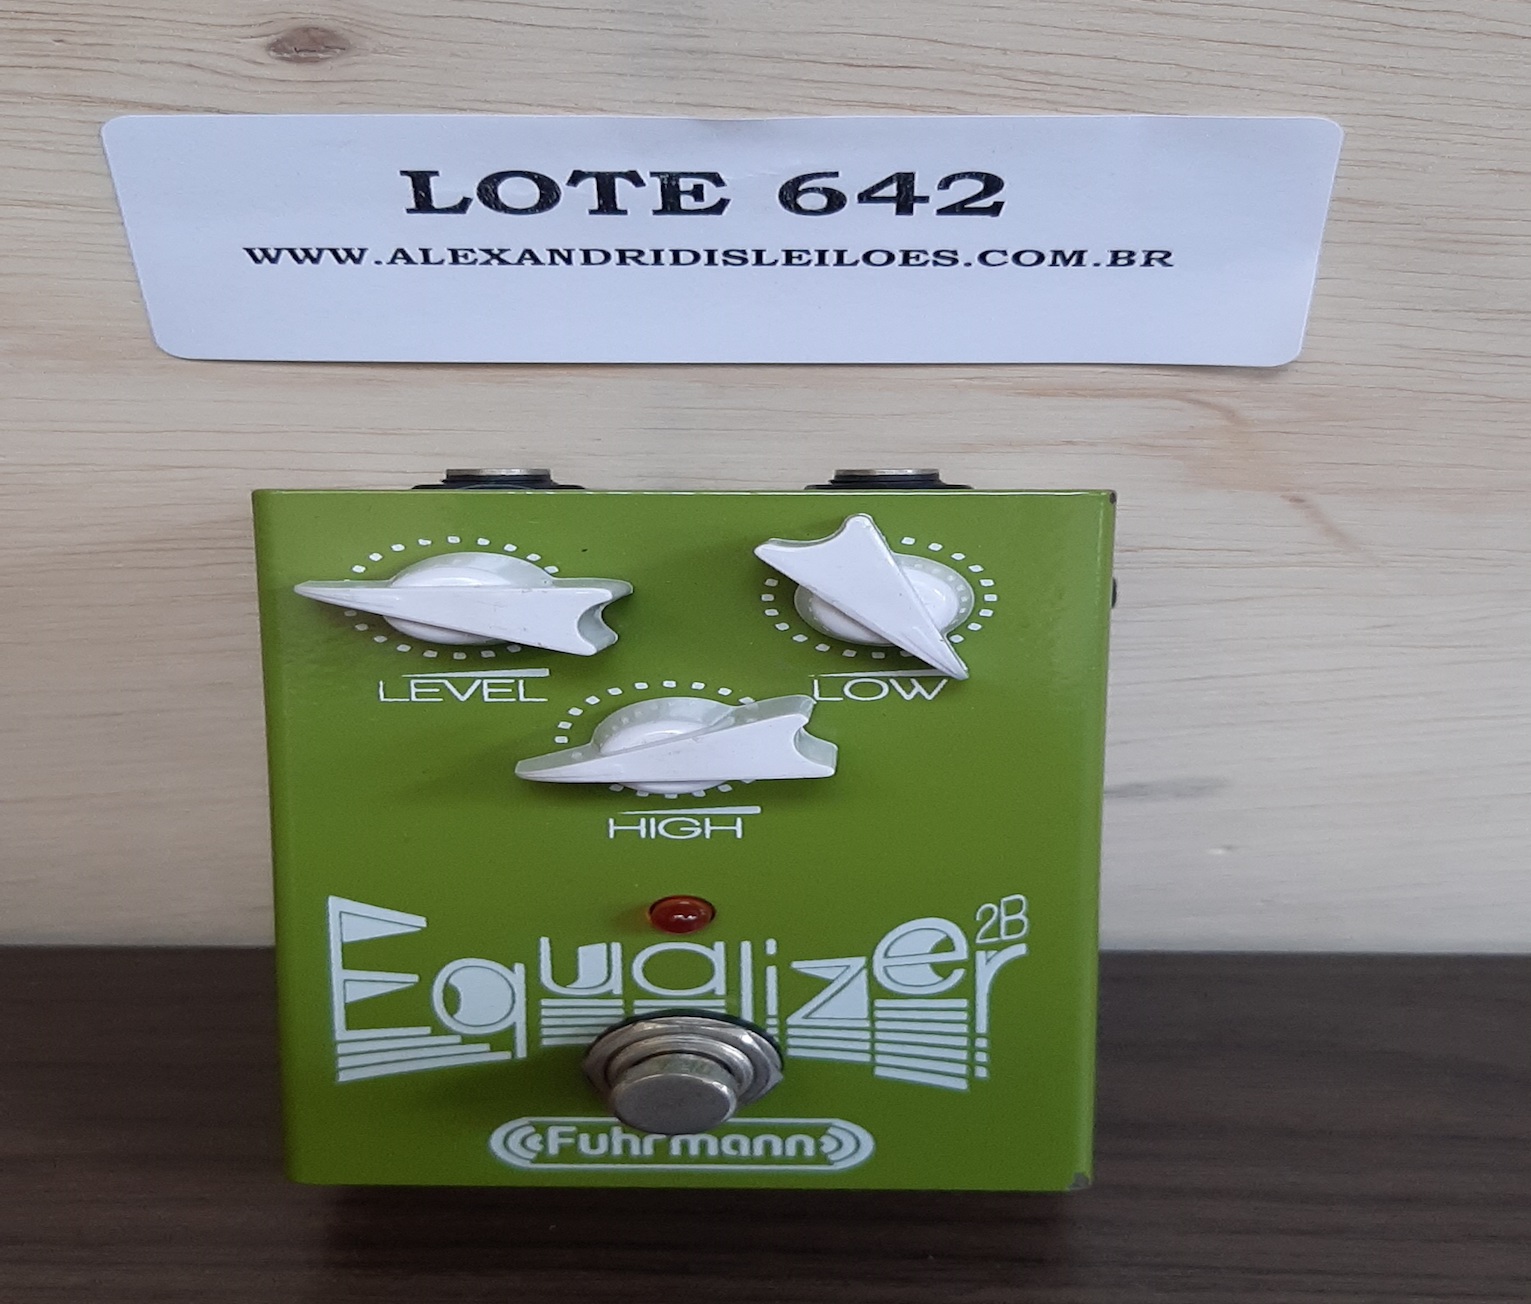 LOTE 642
WWW.ALEXANDRIDISLEILOES.COM.BR
LEVEL
LOW
HIGH
Equalizer 2B
Fuhrmann